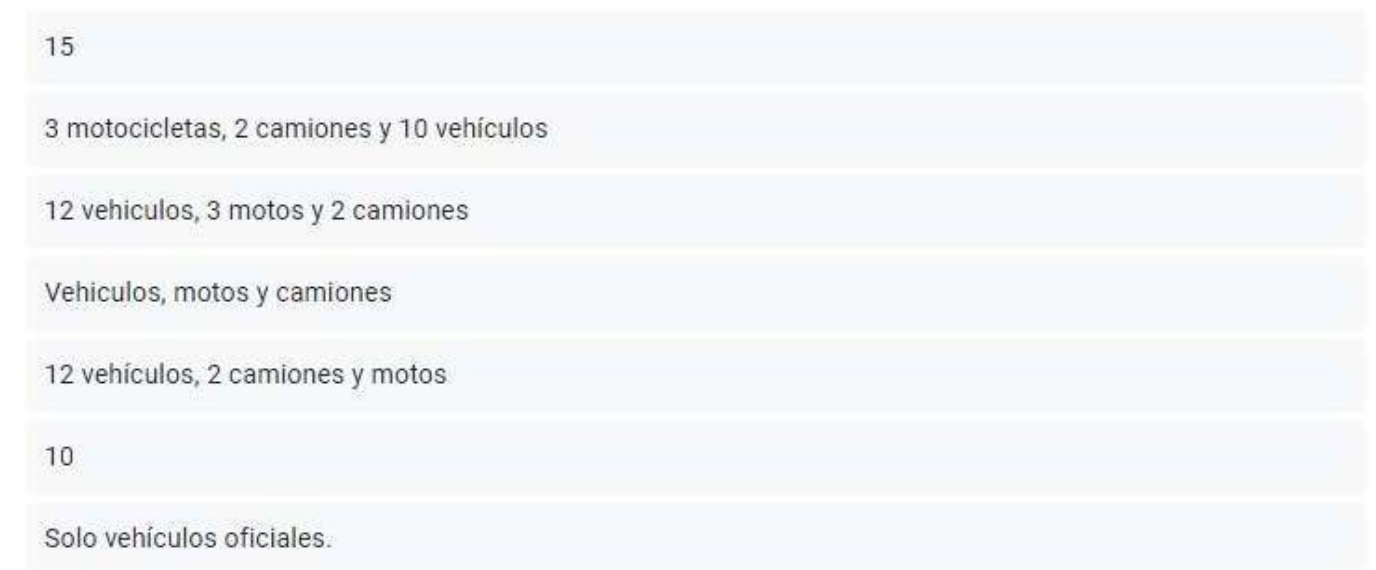 15
3 motocicletas, 2 camiones y 10 vehículos
12 vehiculos, 3 motos y 2 camiones
Vehiculos, motos y camiones
12 vehículos, 2 camiones y motos
10
Solo vehículos oficiales.